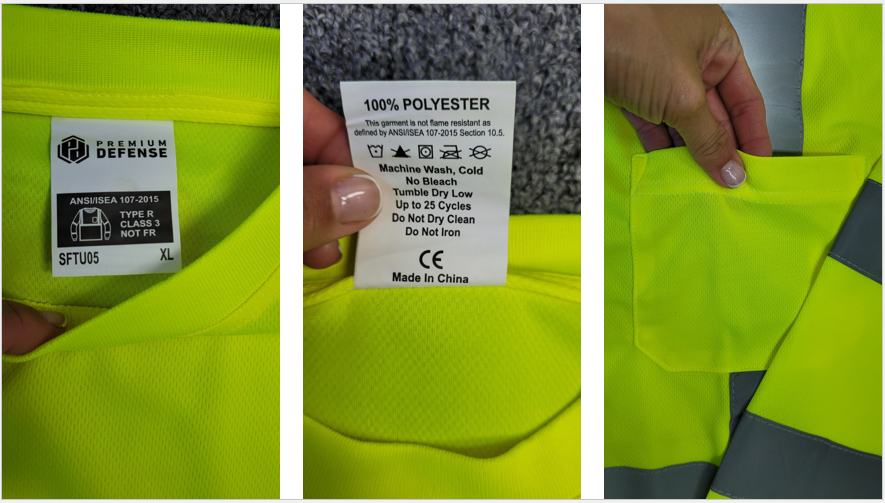 PREMIUM
DEFENSE
ANSI/ISEA 107-2015
TYPE R
CLASS 3
NOT FR
SFTU05 XL
100% POLYESTER
This garment is not flame resistant as
defined by ANSI/ISEA 107-2015 Section 10.5.
Machine Wash, Cold
No Bleach
Tumble Dry Low
Up to 25 Cycles
Do Not Dry Clean
Do Not Iron
CE
Made In China